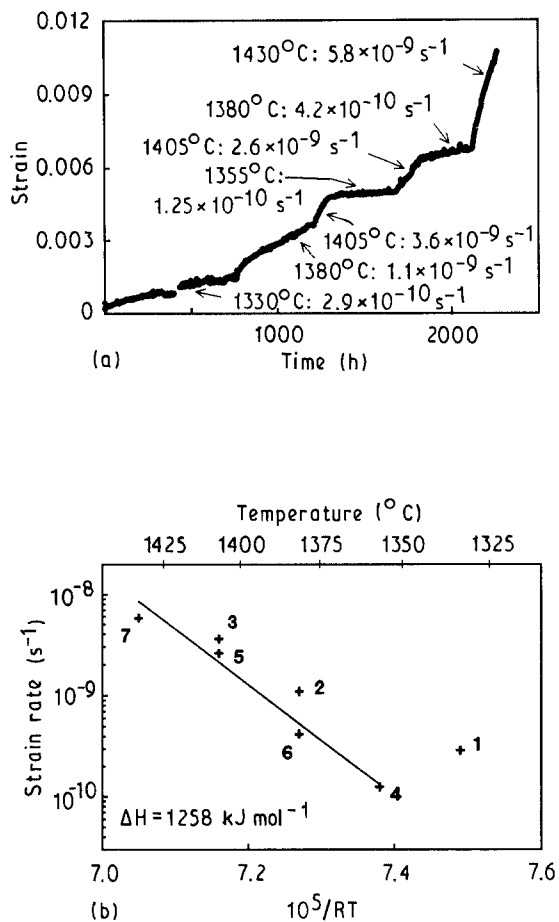 0.012
0.009
0.006
0.003
0
Strain
1430°C: 5.8×10⁻⁹ s⁻¹
1380°C: 4.2×10⁻¹⁰ s⁻¹
1405°C: 2.6×10⁻⁹ s⁻¹
1355°C:
1.25×10⁻¹⁰ s⁻¹
1405°C: 3.6×10⁻⁹ s⁻¹
1380°C: 1.1×10⁻⁹ s⁻¹
1330°C: 2.9×10⁻¹⁰ s⁻¹
1000 2000
(a) Time (h)
Temperature (°C)
1425 1400 1375 1350 1325
10⁻⁸
10⁻⁹
10⁻¹⁰
Strain rate (s⁻¹)
7
3
5
2
6
1
4
ΔH = 1258 kJ mol⁻¹
7.0 7.2 7.4 7.6
(b) 10⁵/RT